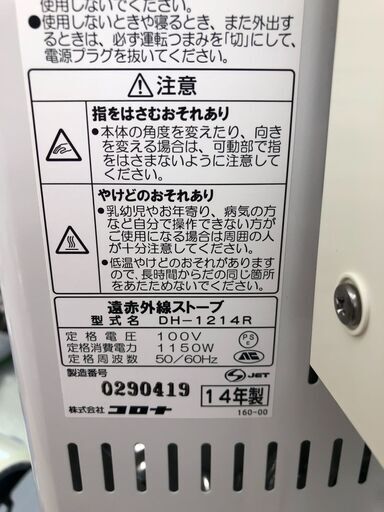 使用しないでください。
●使用しないときや寝るとき、また外出す
るときは、必ず運転つまみを「切」にして、
電源プラグを抜いてください。
⚠注意
指をはさむおそれあり
●本体の角度を変えたり、向き
を変える場合は、可動部で指
をはさまないように注意して
ください。
やけどのおそれあり
●乳幼児やお年寄り、病気の方
など自分で操作できない方が
ご使用になる場合は周囲の人
が十分注意してください。
●低温やけどのおそれがあります
ので、長時間からだの同じ箇所
をあたためないでください。
遠赤外線ストーブ
型式名 DH-1214R
定格電圧 100V
定格消費電力 1150W
定格周波数 50/60Hz
PSE
製造番号
0290419
JET
14年製
株式会社コロナ
160-00